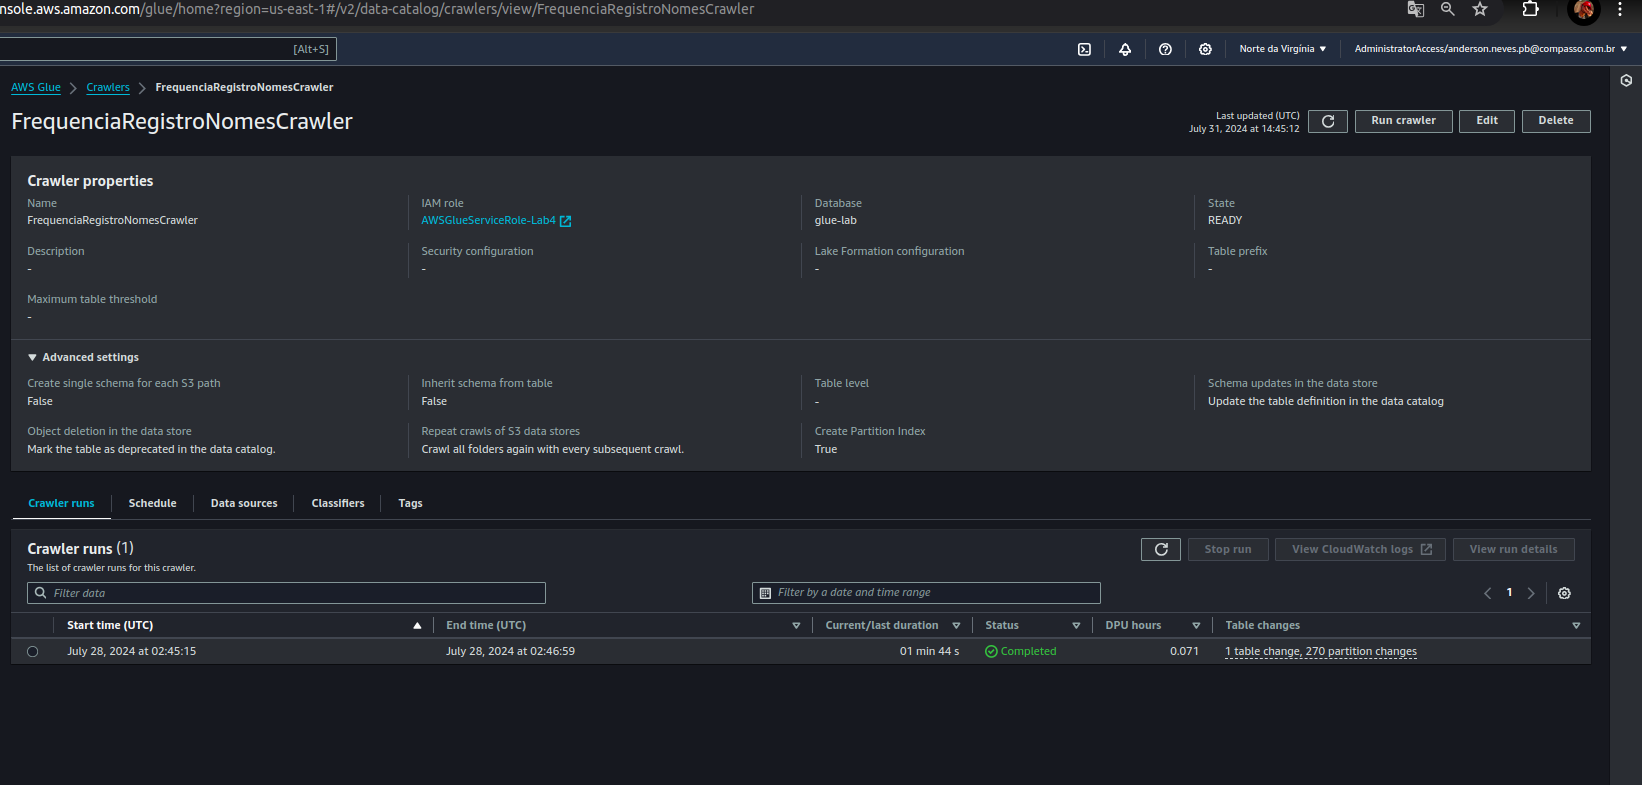 nsole.aws.amazon.com/glue/home?region=us-east-1#/v2/data-catalog/crawlers/view/FrequenciaRegistroNomesCrawler
[Alt+S]
Norte da Virgínia
AdministratorAccess/anderson.neves.pb@compasso.com.br
AWS Glue
Crawlers
FrequenciaRegistroNomesCrawler
FrequenciaRegistroNomesCrawler
Last updated (UTC)
July 31, 2024 at 14:45:12
Run crawler
Edit
Delete
Crawler properties
Name
FrequenciaRegistroNomesCrawler
IAM role
AWSGlueServiceRole-Lab4
Database
glue-lab
State
READY
Description
-
Security configuration
-
Lake Formation configuration
-
Table prefix
-
Maximum table threshold
-
Advanced settings
Create single schema for each S3 path
False
Inherit schema from table
False
Table level
-
Schema updates in the data store
Update the table definition in the data catalog
Object deletion in the data store
Mark the table as deprecated in the data catalog.
Repeat crawls of S3 data stores
Crawl all folders again with every subsequent crawl.
Create Partition Index
True
Crawler runs
Schedule
Data sources
Classifiers
Tags
Crawler runs (1)
The list of crawler runs for this crawler.
Stop run
View CloudWatch logs
View run details
Filter data
Filter by a date and time range
1
Start time (UTC)
End time (UTC)
Current/last duration
Status
DPU hours
Table changes
July 28, 2024 at 02:45:15
July 28, 2024 at 02:46:59
01 min 44 s
Completed
0.071
1 table change, 270 partition changes